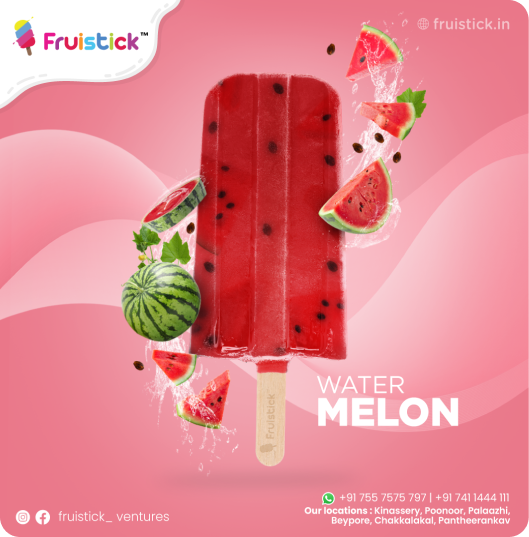 Fruistick™
fruistick.in
Fruistick
WATER
MELON
+91 755 7575 797 | +91 741 1444 111
Our locations : Kinassery, Poonoor, Palaazhi,
Beypore, Chakkalakal, Pantheerankav
fruistick_ ventures